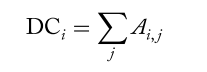 DC_i = \sum_j A_{i,j}